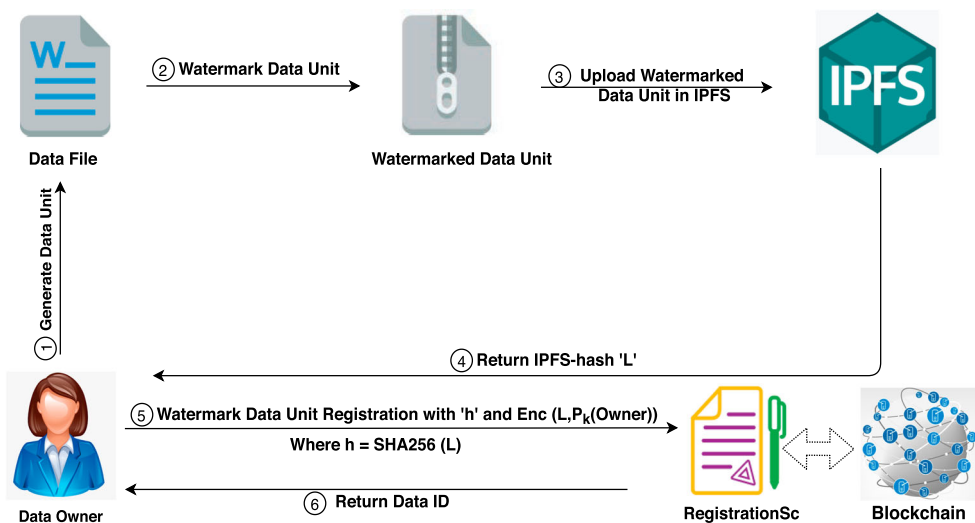 W
② Watermark Data Unit
③ Upload Watermarked
Data Unit in IPFS
IPFS
Data File
Watermarked Data Unit
① Generate Data Unit
④ Return IPFS-hash 'L'
⑤ Watermark Data Unit Registration with 'h' and Enc (L,Pk(Owner))
Where h = SHA256 (L)
⑥ Return Data ID
Data Owner
RegistrationSc
Blockchain